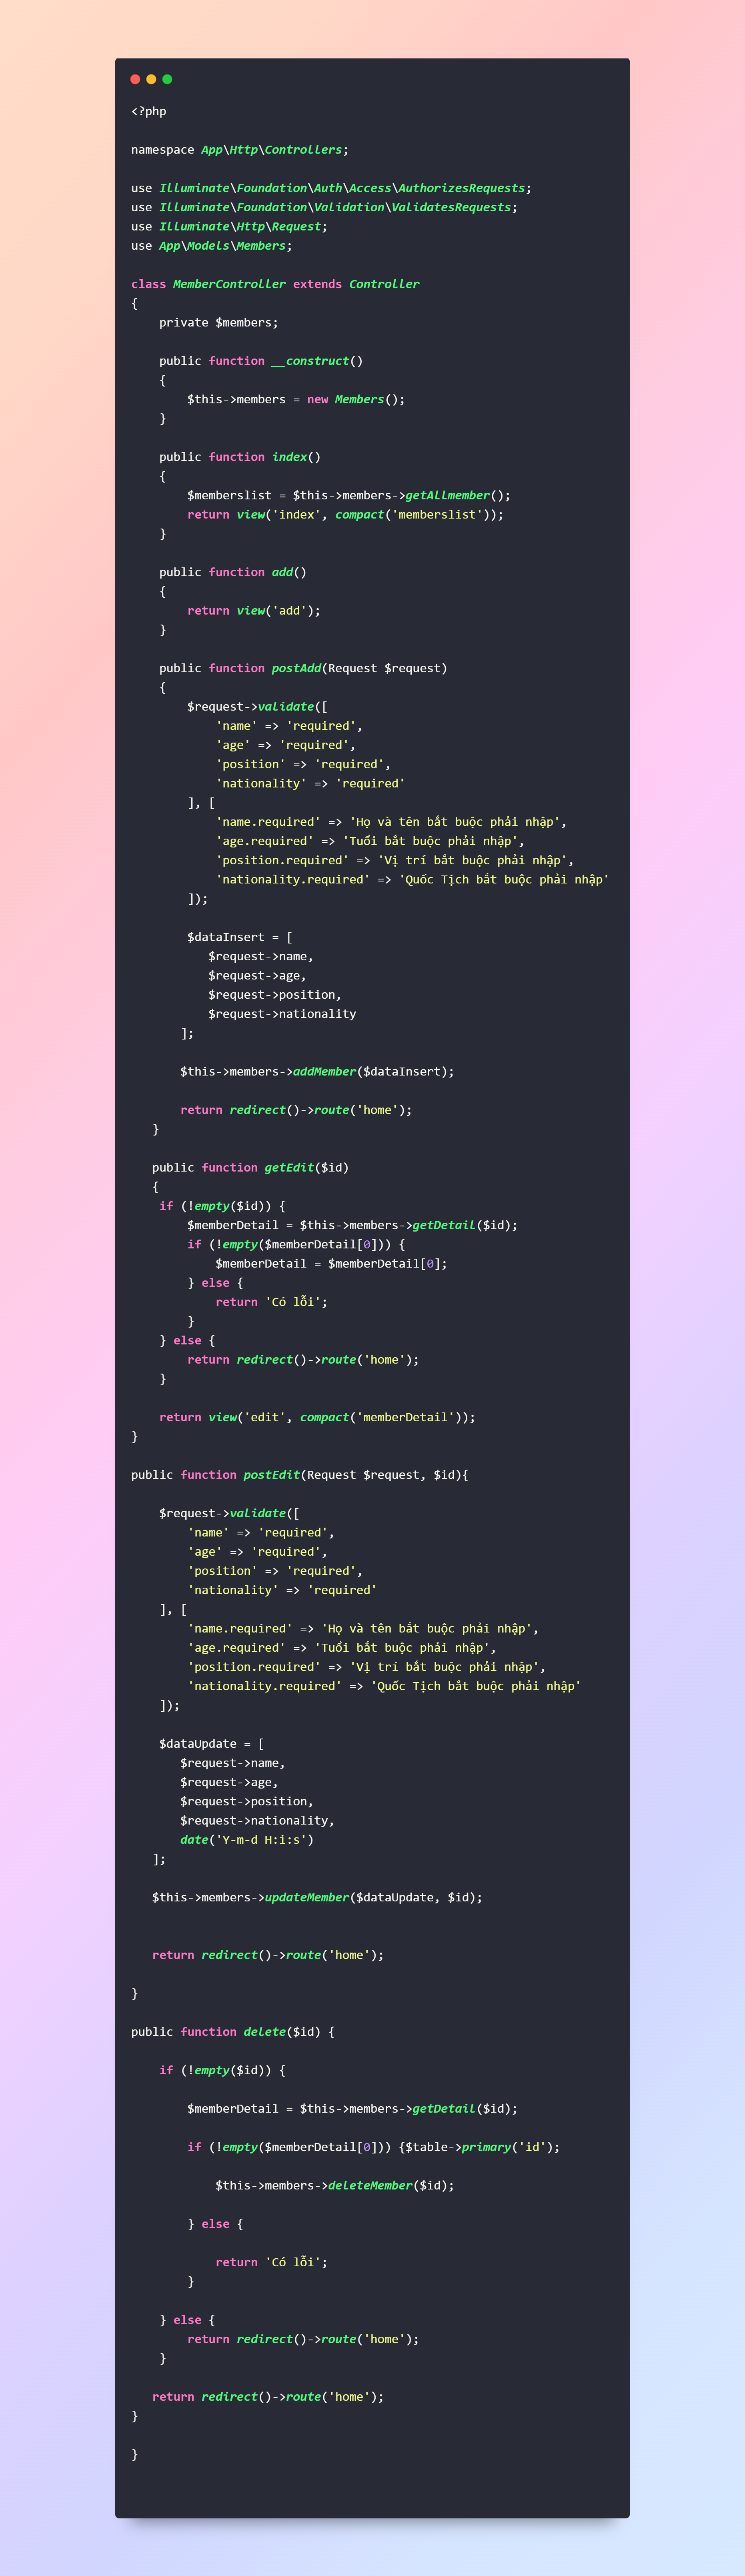 <?php

namespace App\Http\Controllers;

use Illuminate\Foundation\Auth\Access\AuthorizesRequests;
use Illuminate\Foundation\Validation\ValidatesRequests;
use Illuminate\Http\Request;
use App\Models\Members;

class MemberController extends Controller
{
    private $members;

    public function __construct()
    {
        $this->members = new Members();
    }

    public function index()
    {
        $memberslist = $this->members->getAllmember();
        return view('index', compact('memberslist'));
    }

    public function add()
    {
        return view('add');
    }

    public function postAdd(Request $request)
    {
        $request->validate([
            'name' => 'required',
            'age' => 'required',
            'position' => 'required',
            'nationality' => 'required'
        ], [
            'name.required' => 'Họ và tên bắt buộc phải nhập',
            'age.required' => 'Tuổi bắt buộc phải nhập',
            'position.required' => 'Vị trí bắt buộc phải nhập',
            'nationality.required' => 'Quốc Tịch bắt buộc phải nhập'
        ]);

        $dataInsert = [
           $request->name,
           $request->age,
           $request->position,
           $request->nationality
       ];

       $this->members->addMember($dataInsert);

       return redirect()->route('home');
   }

   public function getEdit($id)
   {
    if (!empty($id)) {
        $memberDetail = $this->members->getDetail($id);
        if (!empty($memberDetail[0])) {
            $memberDetail = $memberDetail[0];
        } else {
            return 'Có lỗi';
        }
    } else {
        return redirect()->route('home');
    }

    return view('edit', compact('memberDetail'));
}

public function postEdit(Request $request, $id){

    $request->validate([
        'name' => 'required',
        'age' => 'required',
        'position' => 'required',
        'nationality' => 'required'
    ], [
        'name.required' => 'Họ và tên bắt buộc phải nhập',
        'age.required' => 'Tuổi bắt buộc phải nhập',
        'position.required' => 'Vị trí bắt buộc phải nhập',
        'nationality.required' => 'Quốc Tịch bắt buộc phải nhập'
    ]);

    $dataUpdate = [
       $request->name,
       $request->age,
       $request->position,
       $request->nationality,
       date('Y-m-d H:i:s')
   ];

   $this->members->updateMember($dataUpdate, $id);


   return redirect()->route('home');

}

public function delete($id) {

    if (!empty($id)) {

        $memberDetail = $this->members->getDetail($id);

        if (!empty($memberDetail[0])) {$table->primary('id');

            $this->members->deleteMember($id);

        } else {

            return 'Có lỗi';
        }

    } else {
        return redirect()->route('home');
    }

   return redirect()->route('home');
}

}